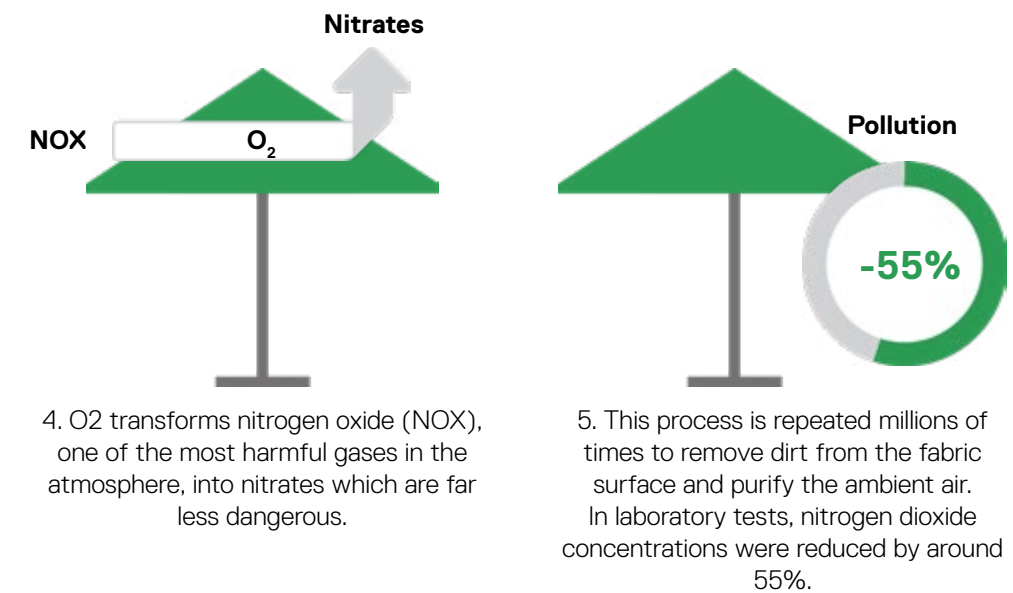 Nitrates
NOX
O2
4. O2 transforms nitrogen oxide (NOX),
one of the most harmful gases in the
atmosphere, into nitrates which are far
less dangerous.
Pollution
-55%
5. This process is repeated millions of
times to remove dirt from the fabric
surface and purify the ambient air.
In laboratory tests, nitrogen dioxide
concentrations were reduced by around
55%.